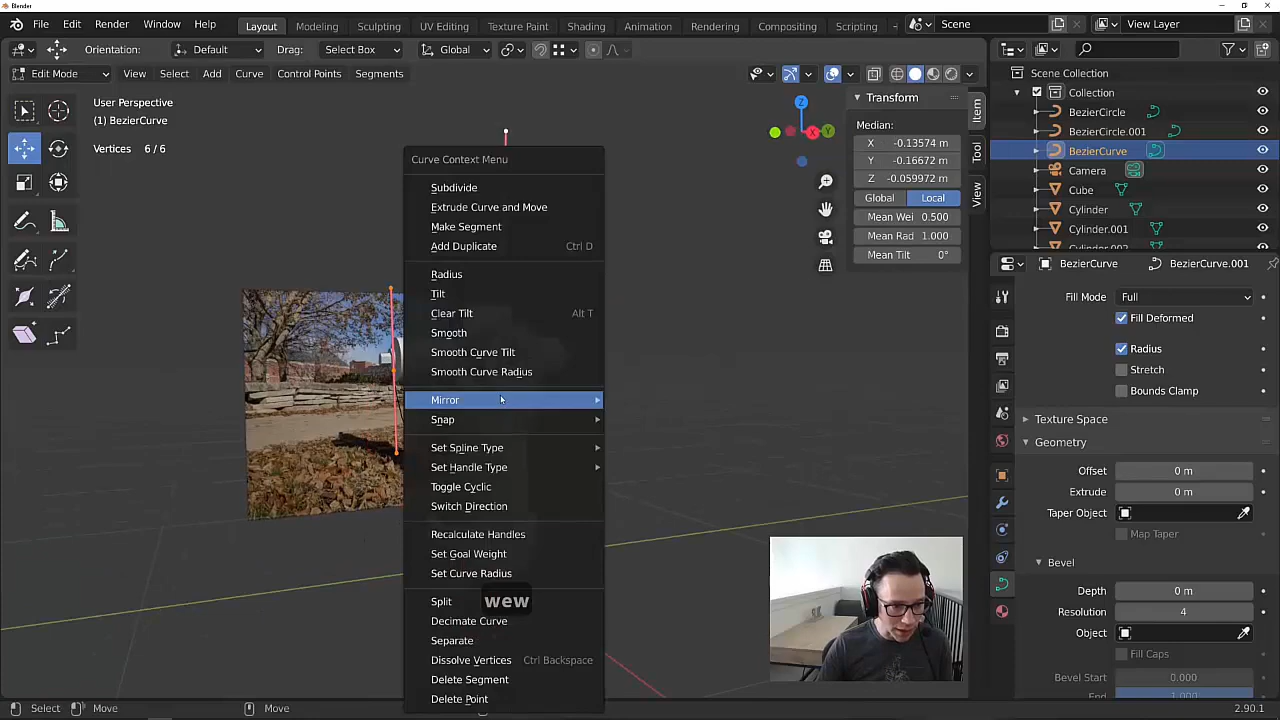 Blender
File Edit Render Window Help
Layout Modeling Sculpting UV Editing Texture Paint Shading Animation Rendering Compositing Scripting
Scene
View Layer
Orientation: Default Drag: Select Box Global
Edit Mode View Select Add Curve Control Points Segments
User Perspective
(1) BezierCurve
Vertices 6 / 6
Z
X
Y
Transform
Median:
X -0.13574 m
Y -0.16672 m
Z -0.059972 m
Global Local
Mean Wei 0.500
Mean Rad 1.000
Mean Tilt 0°
Item
Tool
View
Curve Context Menu
Subdivide
Extrude Curve and Move
Make Segment
Add Duplicate Ctrl D
Radius
Tilt
Clear Tilt Alt T
Smooth
Smooth Curve Tilt
Smooth Curve Radius
Mirror
Snap
Set Spline Type
Set Handle Type
Toggle Cyclic
Switch Direction
Recalculate Handles
Set Goal Weight
Set Curve Radius
Split
wew
Decimate Curve
Separate
Dissolve Vertices Ctrl Backspace
Delete Segment
Delete Point
Scene Collection
Collection
BezierCircle
BezierCircle.001
BezierCurve
Camera
Cube
Cylinder
Cylinder.001
Cylinder.002
BezierCurve BezierCurve.001
Fill Mode Full
Fill Deformed
Radius
Stretch
Bounds Clamp
Texture Space
Geometry
Offset 0 m
Extrude 0 m
Taper Object
Map Taper
Bevel
Depth 0 m
Resolution 4
Object
Fill Caps
Bevel Start 0.000
End 1.000
Select Move Move 2.90.1